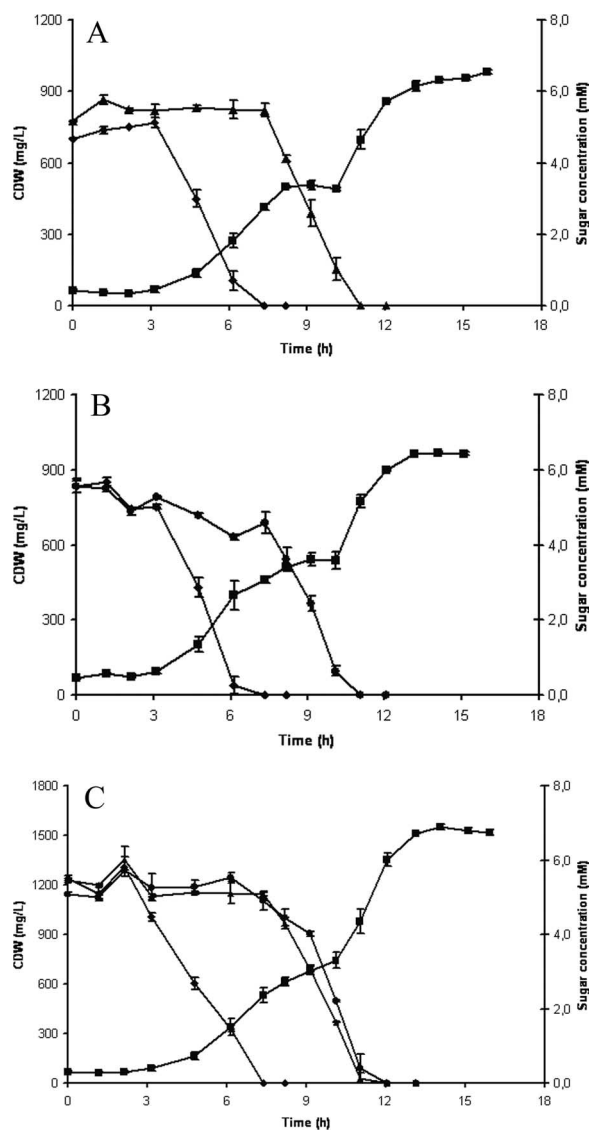 A
1200
900
600
300
0
CDW (mg/L)
8,0
6,0
4,0
2,0
0,0
Sugar concentration (mM)
0 3 6 9 12 15 18
Time (h)
B
1200
900
600
300
0
CDW (mg/L)
8,0
6,0
4,0
2,0
0,0
Sugar concentration (mM)
0 3 6 9 12 15 18
Time (h)
C
1800
1500
1200
900
600
300
0
CDW (mg/L)
8,0
6,0
4,0
2,0
0,0
Sugar concentration (mM)
0 3 6 9 12 15 18
Time (h)